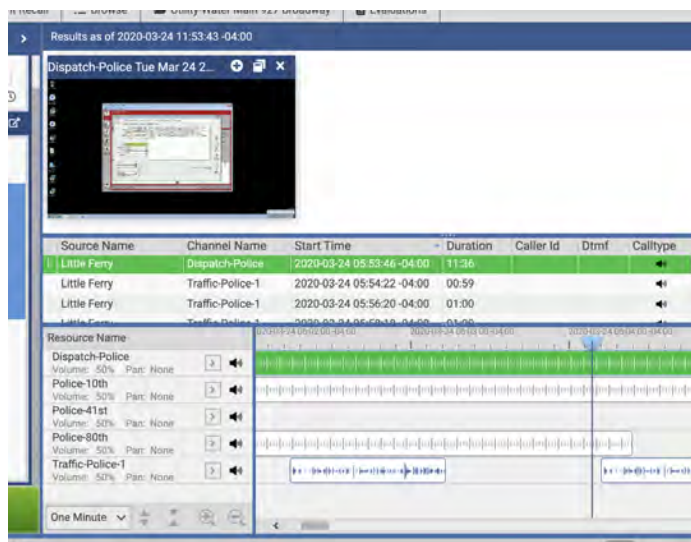 Browse
Utility Water Main 927 Broadway
Evaluations
Results as of 2020-03-24 11:53:43 -04:00
Dispatch-Police Tue Mar 24 2...
Source Name Channel Name Start Time Duration Caller Id Dtmf Calltype
Little Ferry Dispatch-Police 2020-03-24 05:53:46 -04:00 11:36
Little Ferry Traffic-Police-1 2020-03-24 05:54:22 -04:00 00:59
Little Ferry Traffic-Police-1 2020-03-24 05:56:20 -04:00 01:00
Resource Name
Dispatch-Police
Volume: 50% Pan: None
Police-10th
Volume: 50% Pan: None
Police-41st
Volume: 50% Pan: None
Police-80th
Volume: 50% Pan: None
Traffic-Police-1
Volume: 50% Pan: None
One Minute